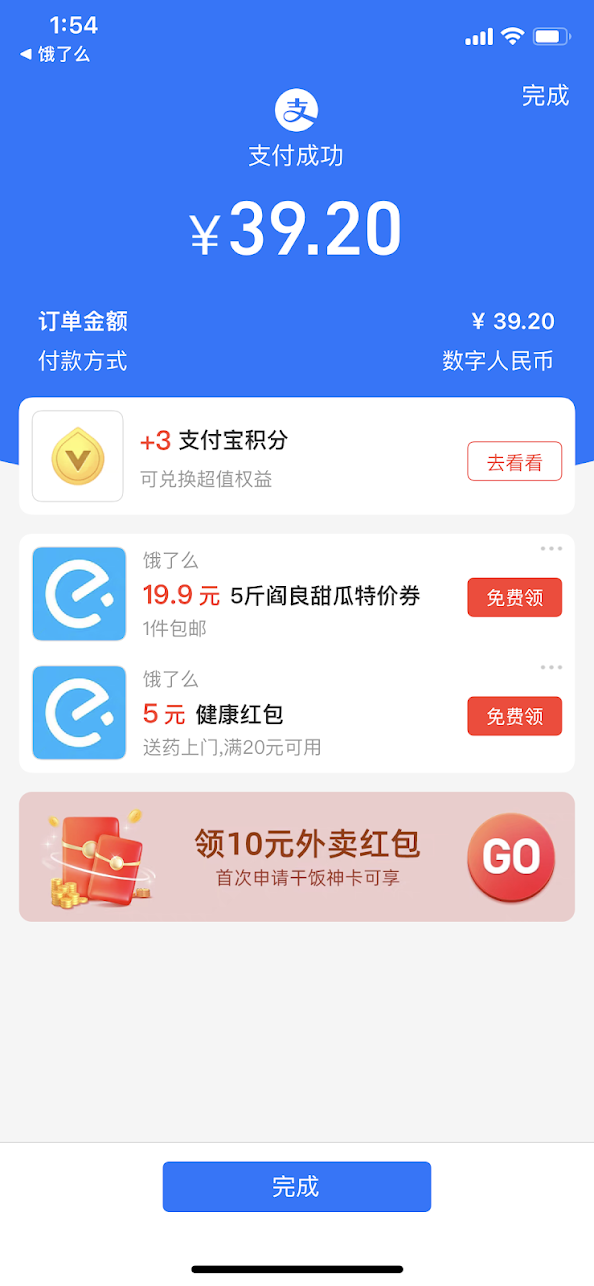 1:54
◀ 饿了么
完成
支
支付成功
￥39.20
订单金额 ￥ 39.20
付款方式 数字人民币
+3 支付宝积分
可兑换超值权益
去看看
饿了么
19.9 元 5斤阎良甜瓜特价券
1件包邮
免费领
饿了么
5 元 健康红包
送药上门,满20元可用
免费领
领10元外卖红包
首次申请干饭神卡可享
GO
完成